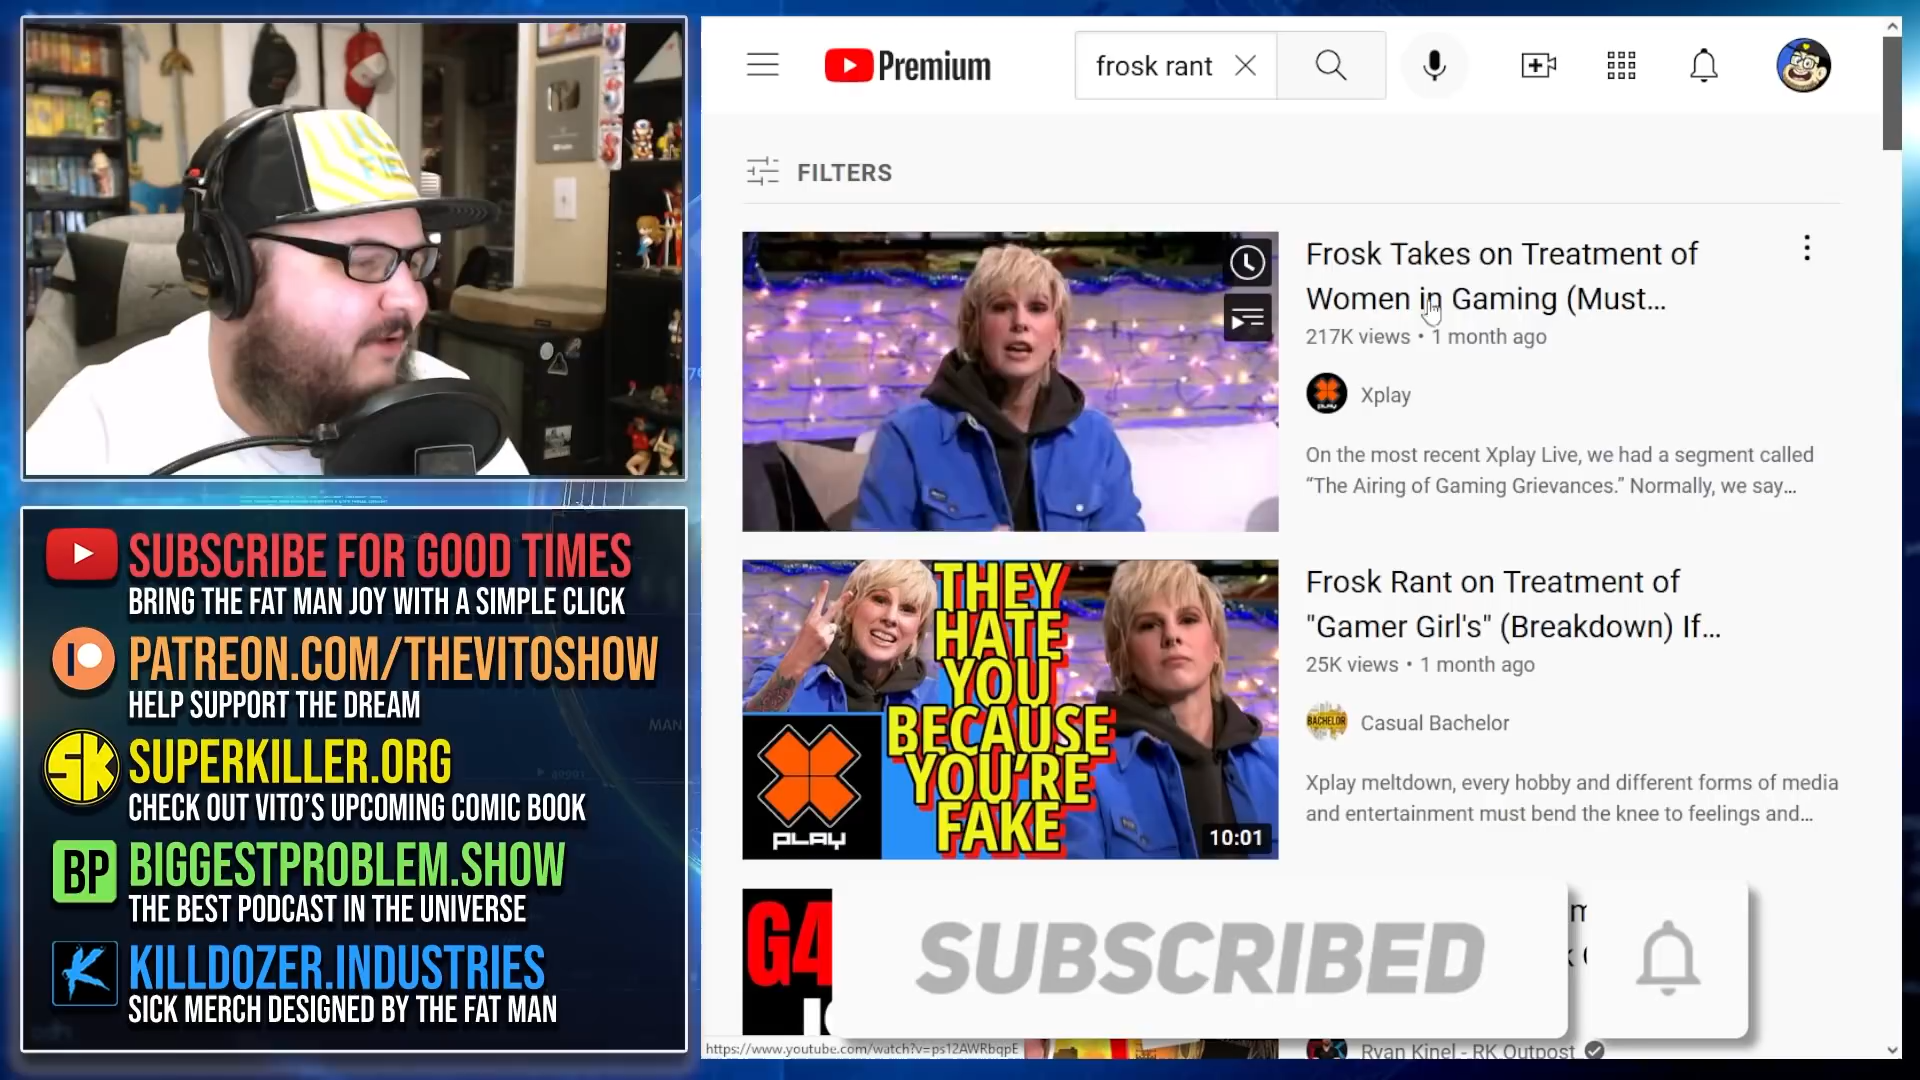 SUBSCRIBE FOR GOOD TIMES
BRING THE FAT MAN JOY WITH A SIMPLE CLICK
PATREON.COM/THEVITOSHOW
HELP SUPPORT THE DREAM
SK
SUPERKILLER.ORG
CHECK OUT VITO'S UPCOMING COMIC BOOK
BP
BIGGESTPROBLEM.SHOW
THE BEST PODCAST IN THE UNIVERSE
KILLDOZER.INDUSTRIES
SICK MERCH DESIGNED BY THE FAT MAN
MAN
Premium
frosk rant
FILTERS
Frosk Takes on Treatment of
Women in Gaming (Must...
217K views • 1 month ago
Xplay
On the most recent Xplay Live, we had a segment called
“The Airing of Gaming Grievances.” Normally, we say...
THEY
HATE
YOU
BECAUSE
YOU'RE
FAKE
PLAY
10:01
Frosk Rant on Treatment of
"Gamer Girl's" (Breakdown) If...
25K views • 1 month ago
BACHELOR
Casual Bachelor
Xplay meltdown, every hobby and different forms of media
and entertainment must bend the knee to feelings and...
G4
SUBSCRIBED
https://www.youtube.com/watch?v=ps12AWRbqpE
Ryan Kinel - RK Outpost